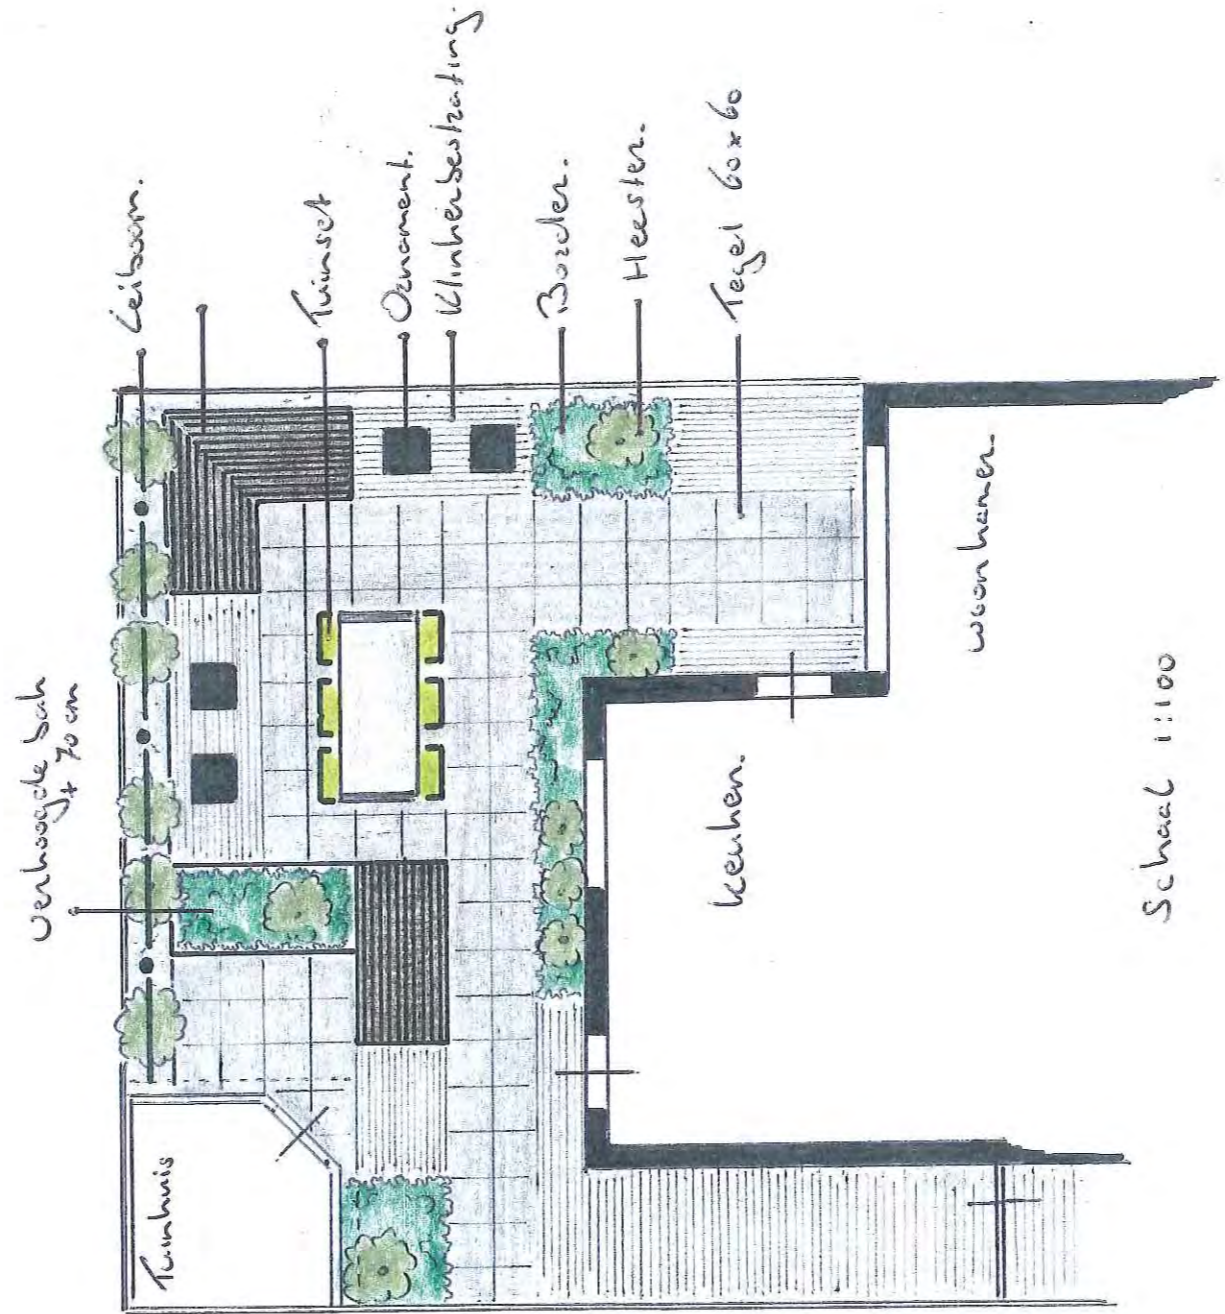 Verhoogde bak
± 70 cm
Leiboom.
Tuinset
Ornament.
Klinkerbestrating.
Border.
Heester.
Tegel 60x60
Tuinhuis
Keuken.
Woonkamer.
Schaal 1:100